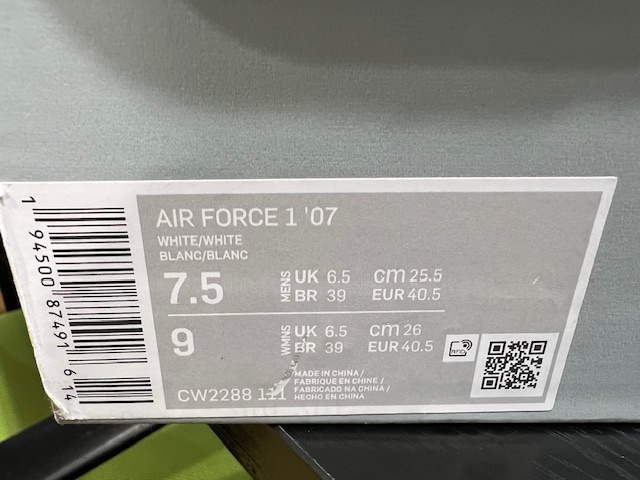 AIR FORCE 1 '07
WHITE/WHITE
BLANC/BLANC
7.5 MENS UK 6.5 cm 25.5
BR 39 EUR 40.5
9 WMNS UK 6.5 cm 26
BR 39 EUR 40.5
RFID
MADE IN CHINA /
FABRIQUÉ EN CHINE /
FABRICADO NA CHINA /
HECHO EN CHINA
CW2288 111
1 94500 87491 6 14